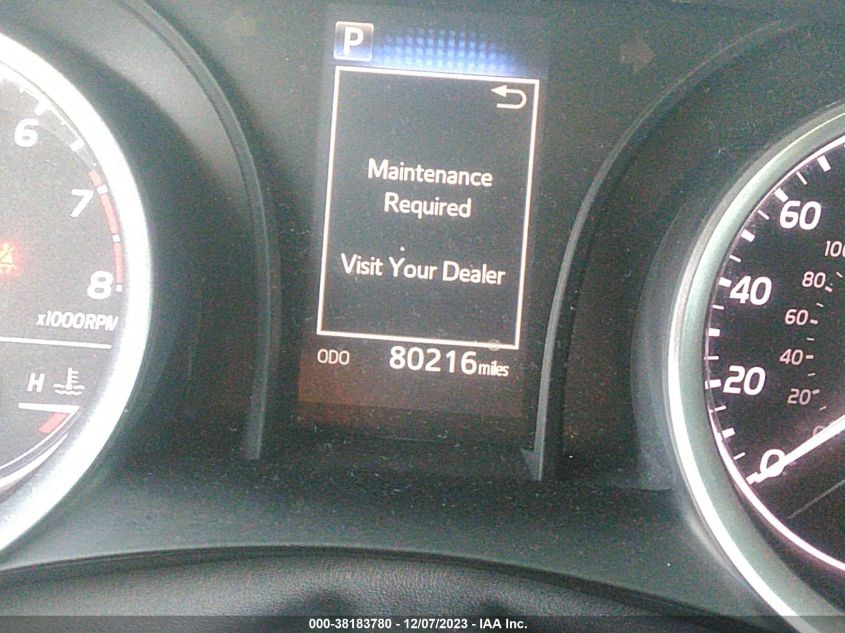 P
Maintenance
Required
Visit Your Dealer
ODO 80216 miles
6
7
8
x1000RPM
H
60
40
20
0
100
80
60
40
20
000-38183780 - 12/07/2023 - IAA Inc.